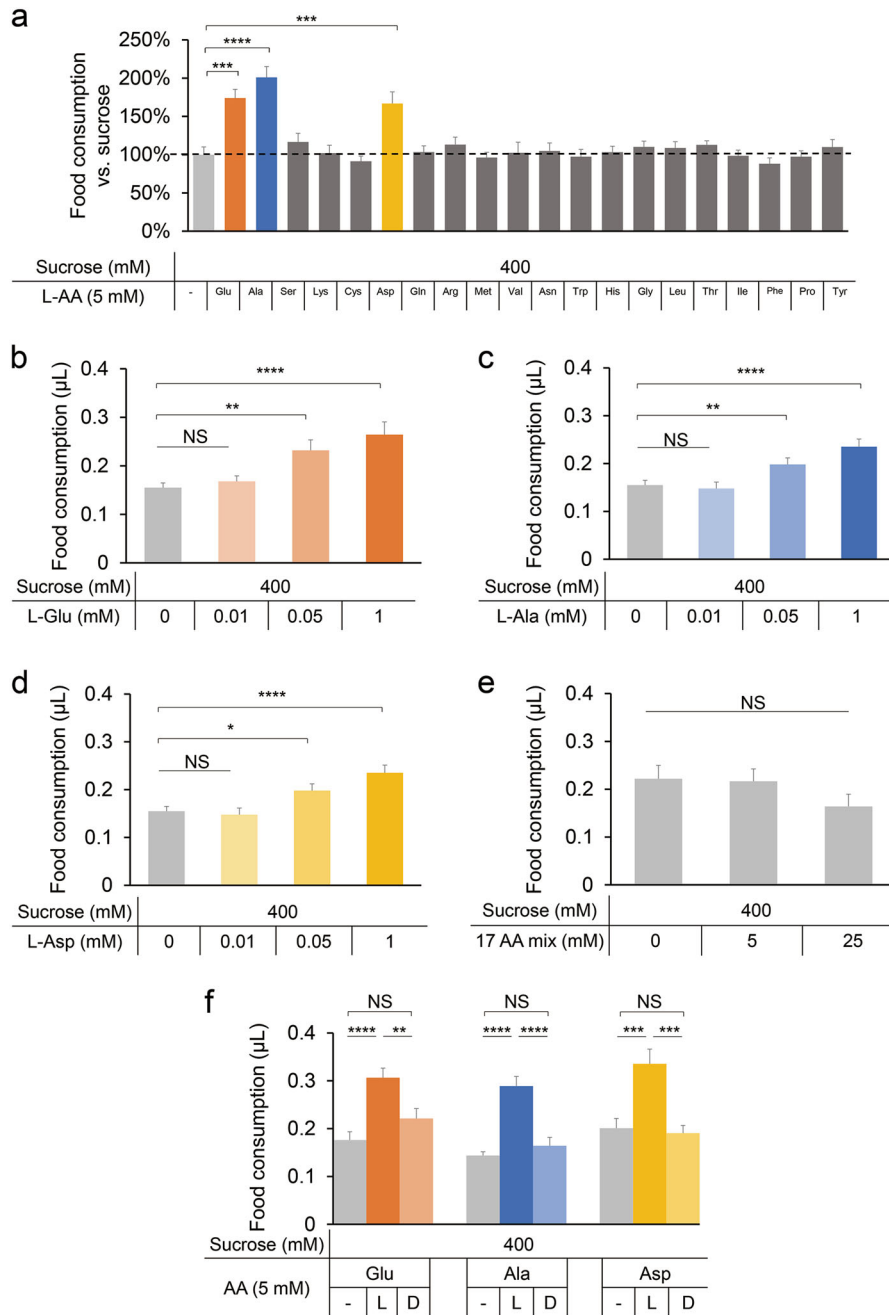 a
***
****
***
250%
200%
150%
100%
50%
0%
Food consumption
vs. sucrose
Sucrose (mM) 400
L-AA (5 mM) - Glu Ala Ser Lys Cys Asp Gln Arg Met Val Asn Trp His Gly Leu Thr Ile Phe Pro Tyr
b
****
**
NS
0.4
0.3
0.2
0.1
0
Food consumption (µL)
Sucrose (mM) 400
L-Glu (mM) 0 0.01 0.05 1
c
****
**
NS
0.4
0.3
0.2
0.1
0
Food consumption (µL)
Sucrose (mM) 400
L-Ala (mM) 0 0.01 0.05 1
d
****
*
NS
0.4
0.3
0.2
0.1
0
Food consumption (µL)
Sucrose (mM) 400
L-Asp (mM) 0 0.01 0.05 1
e
NS
0.4
0.3
0.2
0.1
0
Food consumption (µL)
Sucrose (mM) 400
17 AA mix (mM) 0 5 25
f
NS NS NS
**** ** **** **** *** ***
0.4
0.3
0.2
0.1
0
Food consumption (µL)
Sucrose (mM) 400
AA (5 mM) Glu Ala Asp
- L D - L D - L D